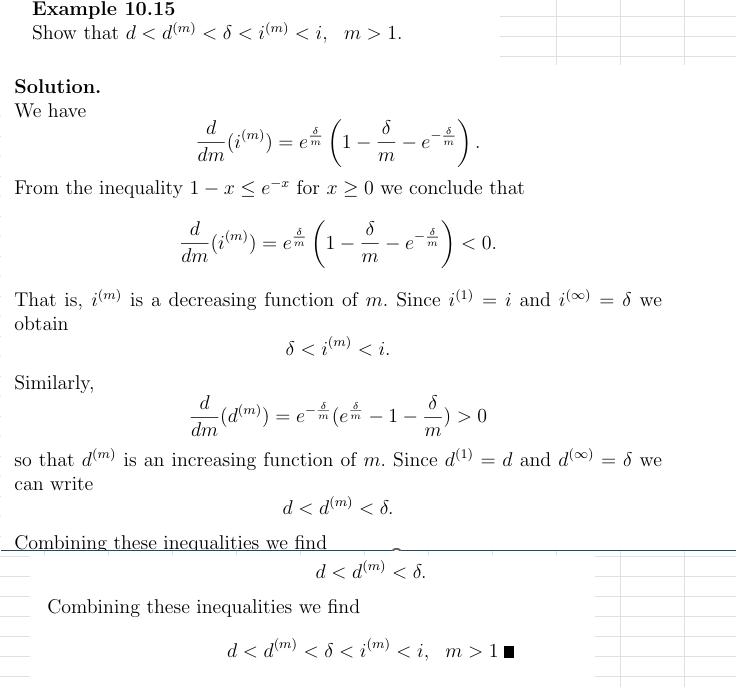 Example 10.15
Show that d < d^(m) < δ < i^(m) < i, m > 1.
Solution.
We have
d/dm (i^(m)) = e^(δ/m) (1 − δ/m − e^(−δ/m)).
From the inequality 1 − x ≤ e^(−x) for x ≥ 0 we conclude that
d/dm (i^(m)) = e^(δ/m) (1 − δ/m − e^(−δ/m)) < 0.
That is, i^(m) is a decreasing function of m. Since i^(1) = i and i^(∞) = δ we
obtain
δ < i^(m) < i.
Similarly,
d/dm (d^(m)) = e^(−δ/m) (e^(δ/m) − 1 − δ/m) > 0
so that d^(m) is an increasing function of m. Since d^(1) = d and d^(∞) = δ we
can write
d < d^(m) < δ.
Combining these inequalities we find
d < d^(m) < δ.
Combining these inequalities we find
d < d^(m) < δ < i^(m) < i, m > 1 ■